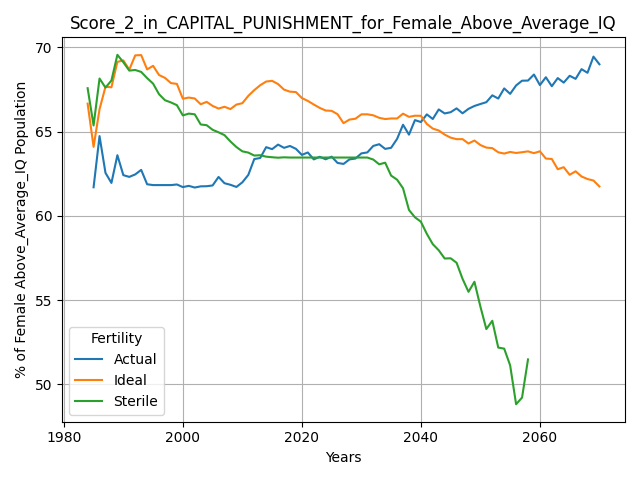 Score_2_in_CAPITAL_PUNISHMENT_for_Female_Above_Average_IQ
% of Female Above_Average_IQ Population
70
65
60
55
50
Fertility
Actual
Ideal
Sterile
1980
2000
2020
2040
2060
Years